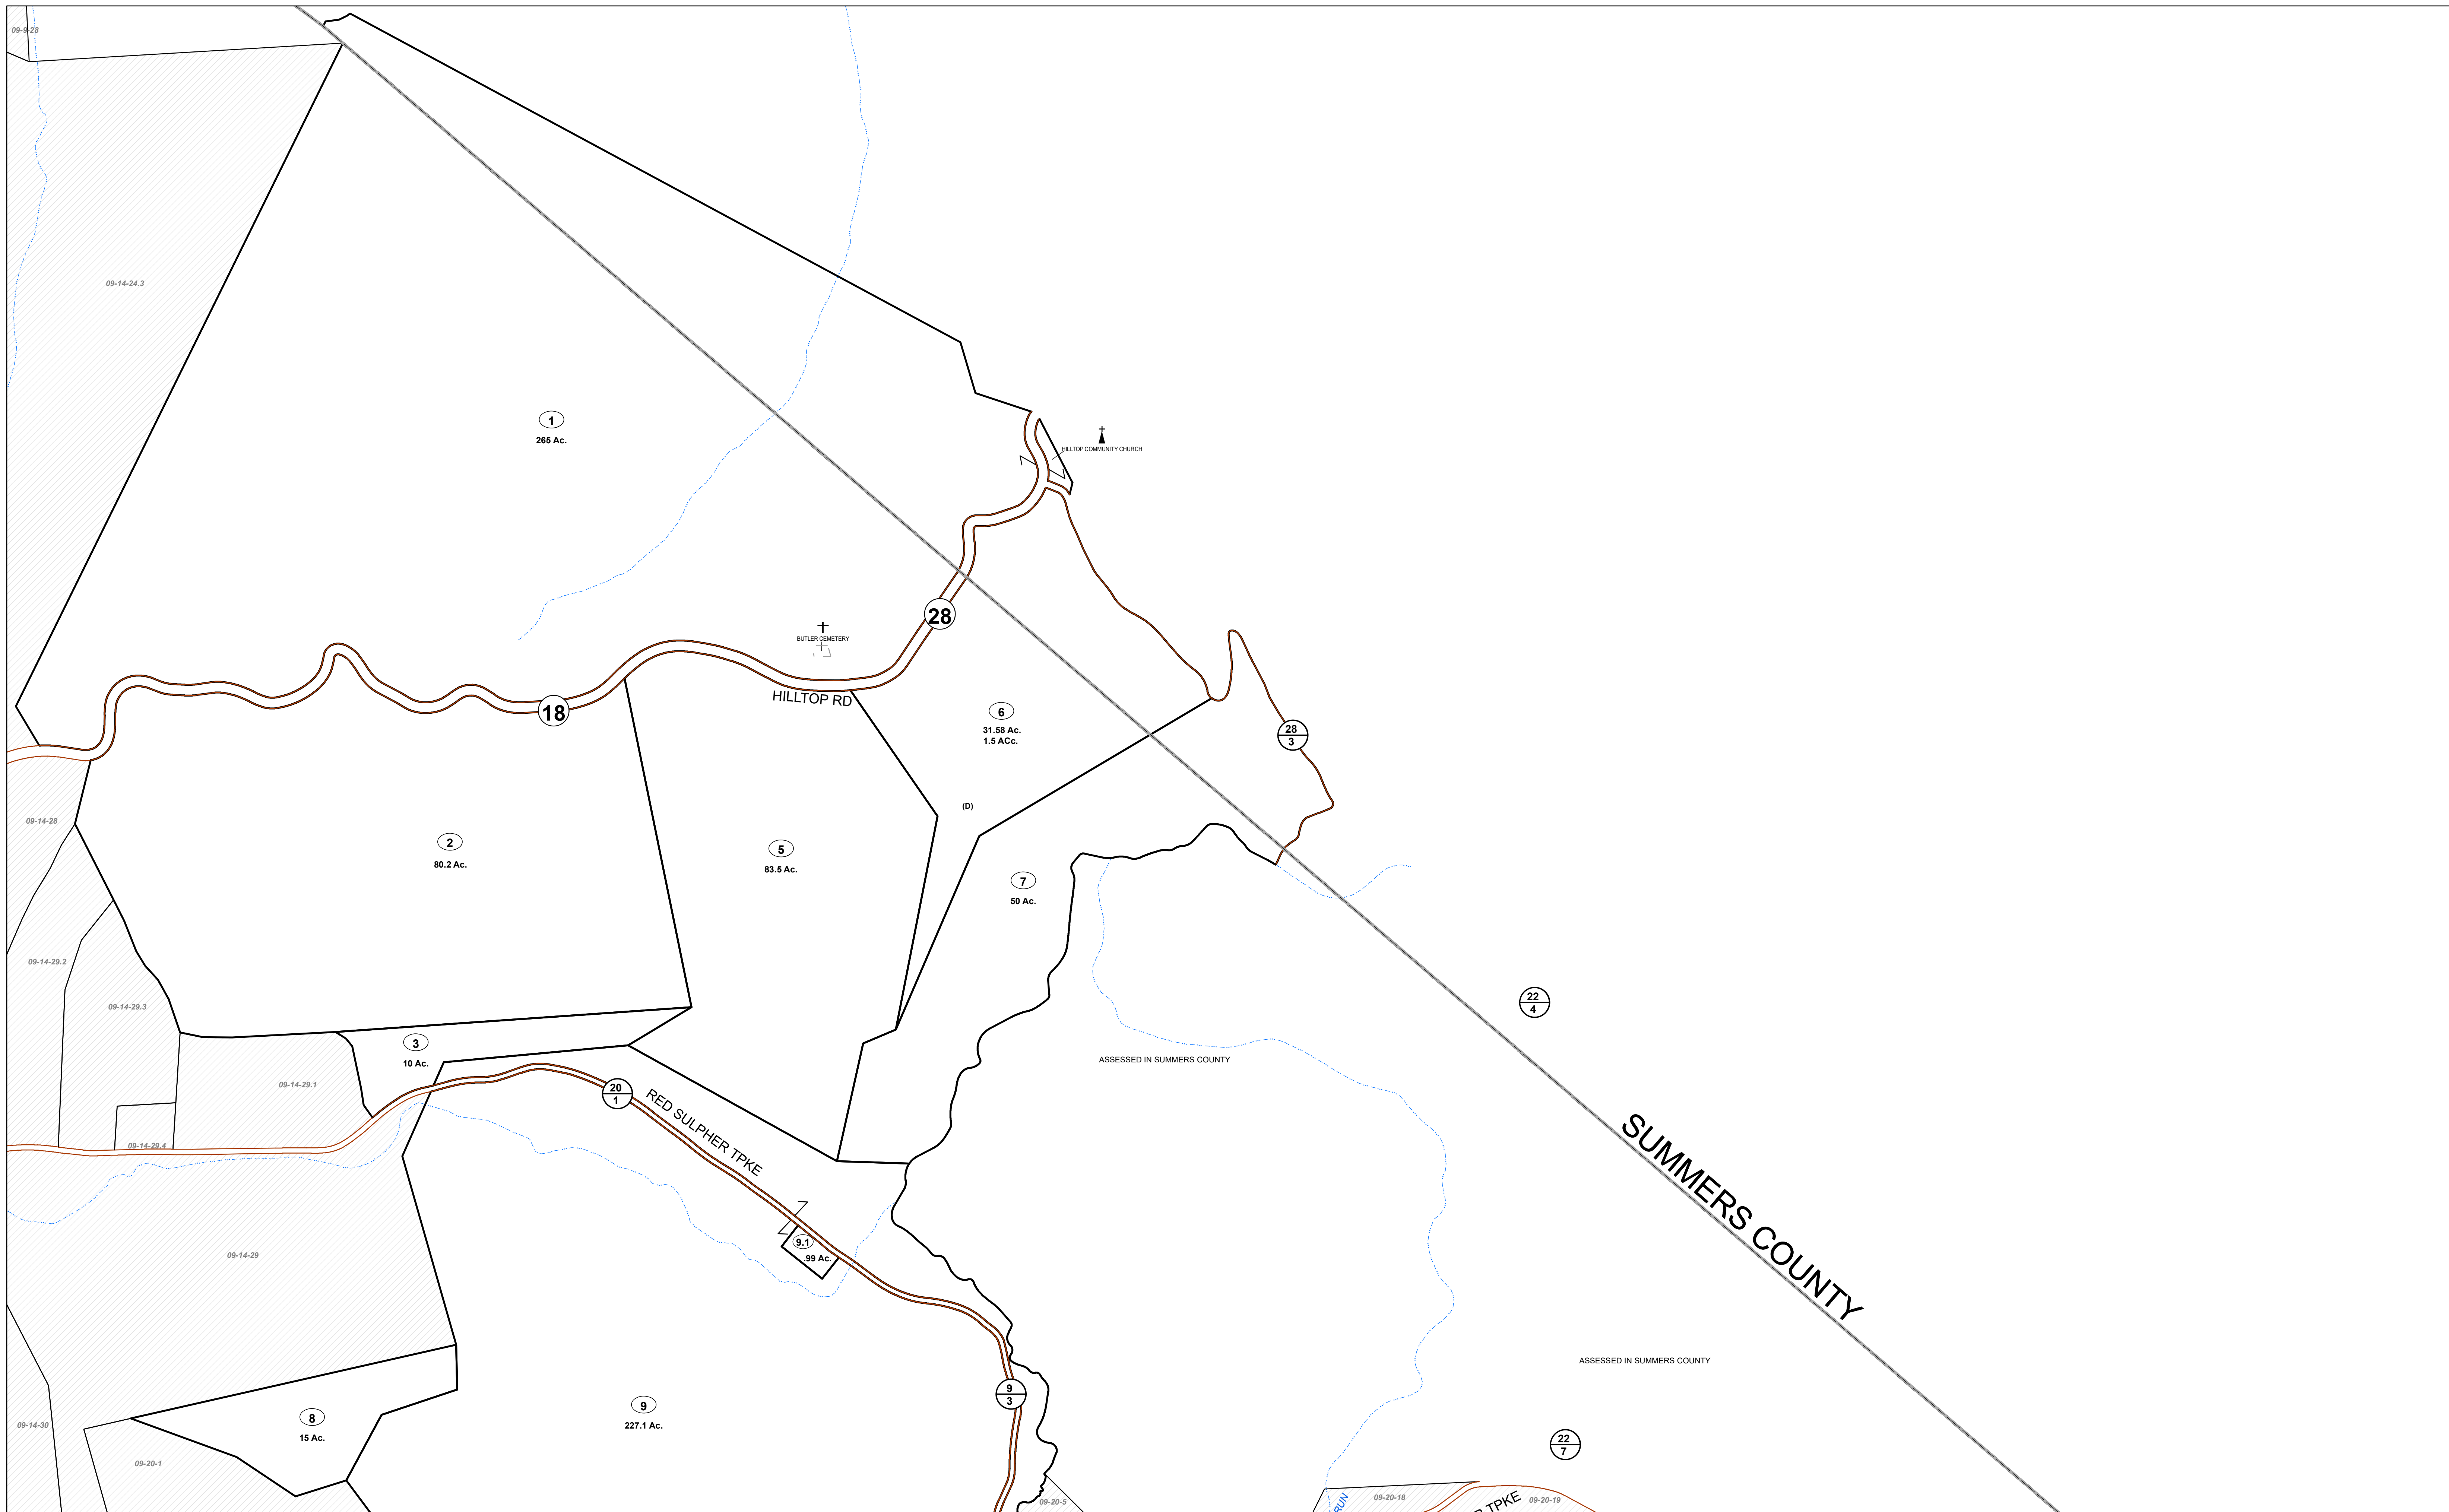 09-9-28
09-14-24.3
1
265 Ac.
HILLTOP COMMUNITY CHURCH
28
BUTLER CEMETERY
HILLTOP RD
18
6
31.58 Ac.
1.5 ACc.
28
3
(D)
09-14-28
2
80.2 Ac.
5
83.5 Ac.
7
50 Ac.
09-14-29.2
09-14-29.3
22
4
3
10 Ac.
ASSESSED IN SUMMERS COUNTY
09-14-29.1
20
1
RED SULPHER TPKE
09-14-29.4
SUMMERS COUNTY
09-14-29
9.1
.99 Ac.
ASSESSED IN SUMMERS COUNTY
9
3
9
227.1 Ac.
8
15 Ac.
09-14-30
22
7
09-20-1
09-20-5
RUN
09-20-18
TPKE
09-20-19